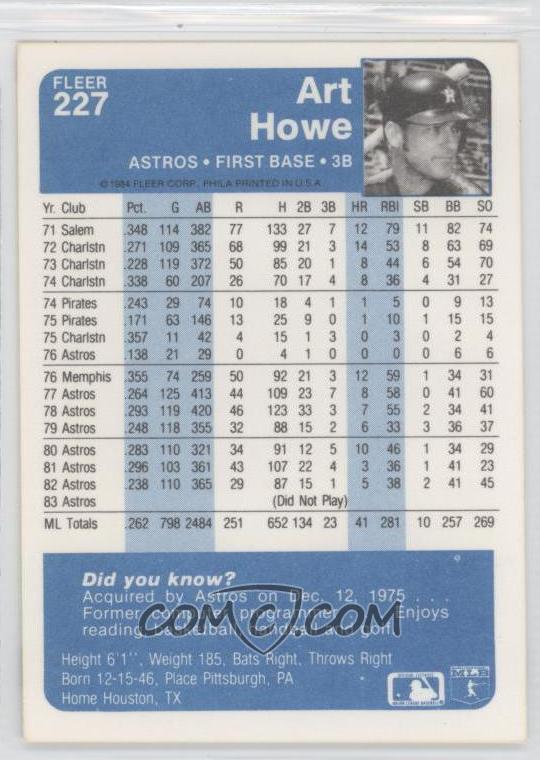 FLEER
227
Art
Howe
ASTROS • FIRST BASE • 3B
© 1984 FLEER CORP., PHILA PRINTED IN U.S.A.
Yr. Club Pct. G AB R H 2B 3B HR RBI SB BB SO
71 Salem .348 114 382 77 133 27 7 12 79 11 82 74
72 Charlstn .271 109 365 68 99 21 3 14 53 8 63 69
73 Charlstn .228 119 372 50 85 20 1 8 44 6 54 70
74 Charlstn .338 60 207 26 70 17 4 8 36 4 31 27
74 Pirates .243 29 74 10 18 4 1 1 5 0 9 13
75 Pirates .171 63 146 13 25 9 0 1 10 1 15 15
75 Charlstn .357 11 42 4 15 1 3 0 3 0 2 4
76 Astros .138 21 29 0 4 1 0 0 0 0 6 6
76 Memphis .355 74 259 50 92 21 3 12 59 1 34 31
77 Astros .264 125 413 44 109 23 7 8 58 0 41 60
78 Astros .293 119 420 46 123 33 3 7 55 2 34 41
79 Astros .248 118 355 32 88 15 2 6 33 3 36 37
80 Astros .283 110 321 34 91 12 5 10 46 1 34 29
81 Astros .296 103 361 43 107 22 4 3 36 1 41 23
82 Astros .238 110 365 29 87 15 1 5 38 2 41 45
83 Astros (Did Not Play)
ML Totals .262 798 2484 251 652 134 23 41 281 10 257 269
Did you know?
Acquired by Astros on Dec. 12, 1975 . . .
Former computer programmer . . . Enjoys
reading, basketball, handball and golf.
COMC.COM
Height 6'1'', Weight 185, Bats Right, Throws Right
Born 12-15-46, Place Pittsburgh, PA
Home Houston, TX